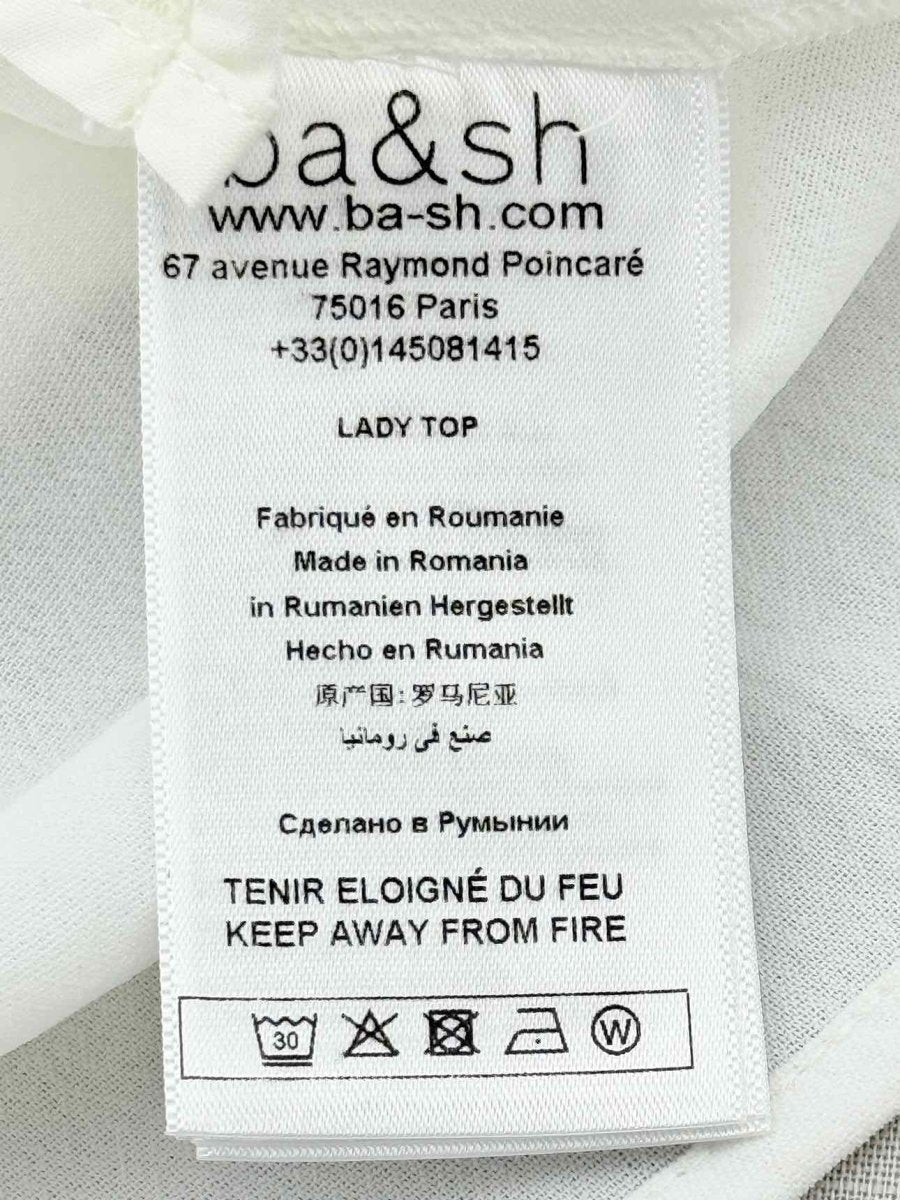 ba&sh
www.ba-sh.com
67 avenue Raymond Poincaré
75016 Paris
+33(0)145081415
LADY TOP
Fabriqué en Roumanie
Made in Romania
in Rumanien Hergestellt
Hecho en Rumania
原产国:罗马尼亚
صنع في رومانيا
Сделано в Румынии
TENIR ELOIGNÉ DU FEU
KEEP AWAY FROM FIRE
30 W